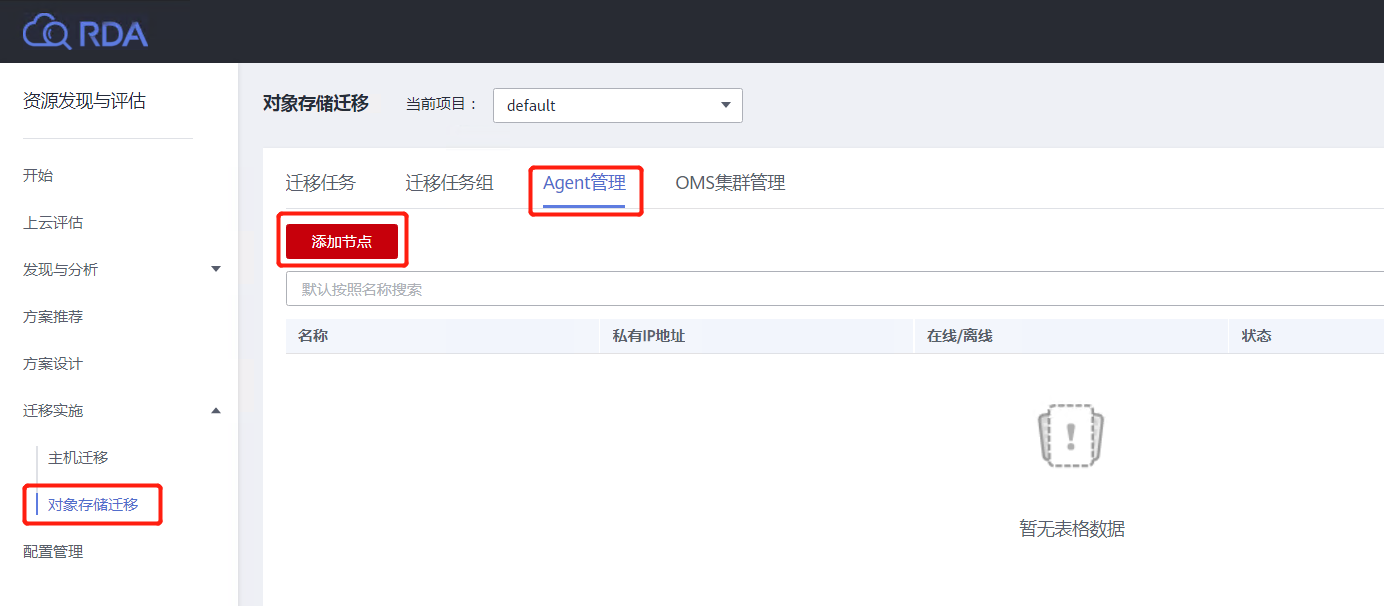 RDA
资源发现与评估
开始
上云评估
发现与分析
方案推荐
方案设计
迁移实施
主机迁移
对象存储迁移
配置管理
对象存储迁移 当前项目： default
迁移任务 迁移任务组 Agent管理 OMS集群管理
添加节点
默认按照名称搜索
名称 私有IP地址 在线/离线 状态
暂无表格数据